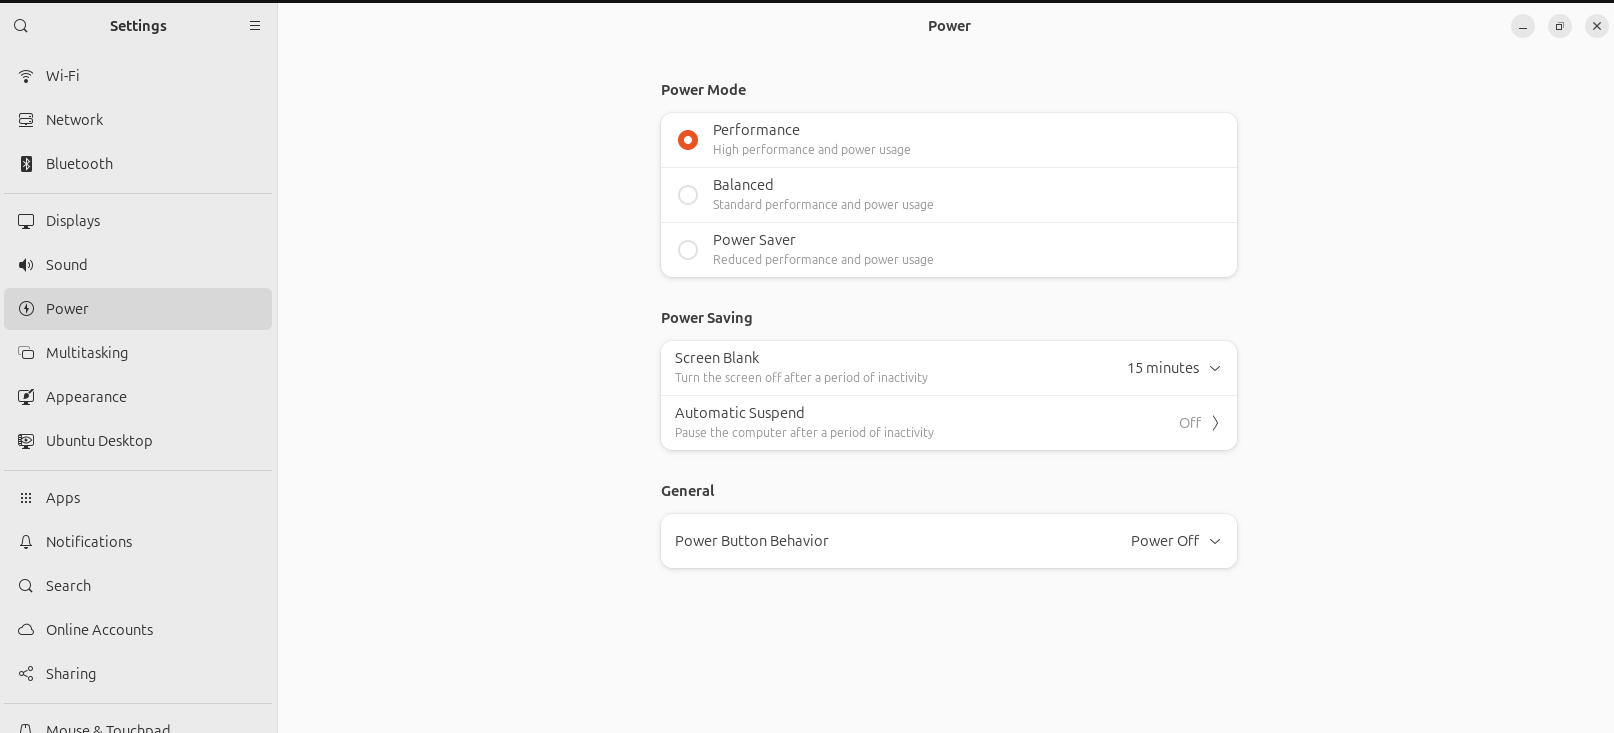 Settings
Wi-Fi
Network
Bluetooth
Displays
Sound
Power
Multitasking
Appearance
Ubuntu Desktop
Apps
Notifications
Search
Online Accounts
Sharing
Mouse & Touchpad
Power
Power Mode
Performance
High performance and power usage
Balanced
Standard performance and power usage
Power Saver
Reduced performance and power usage
Power Saving
Screen Blank
Turn the screen off after a period of inactivity
15 minutes
Automatic Suspend
Pause the computer after a period of inactivity
Off
General
Power Button Behavior
Power Off